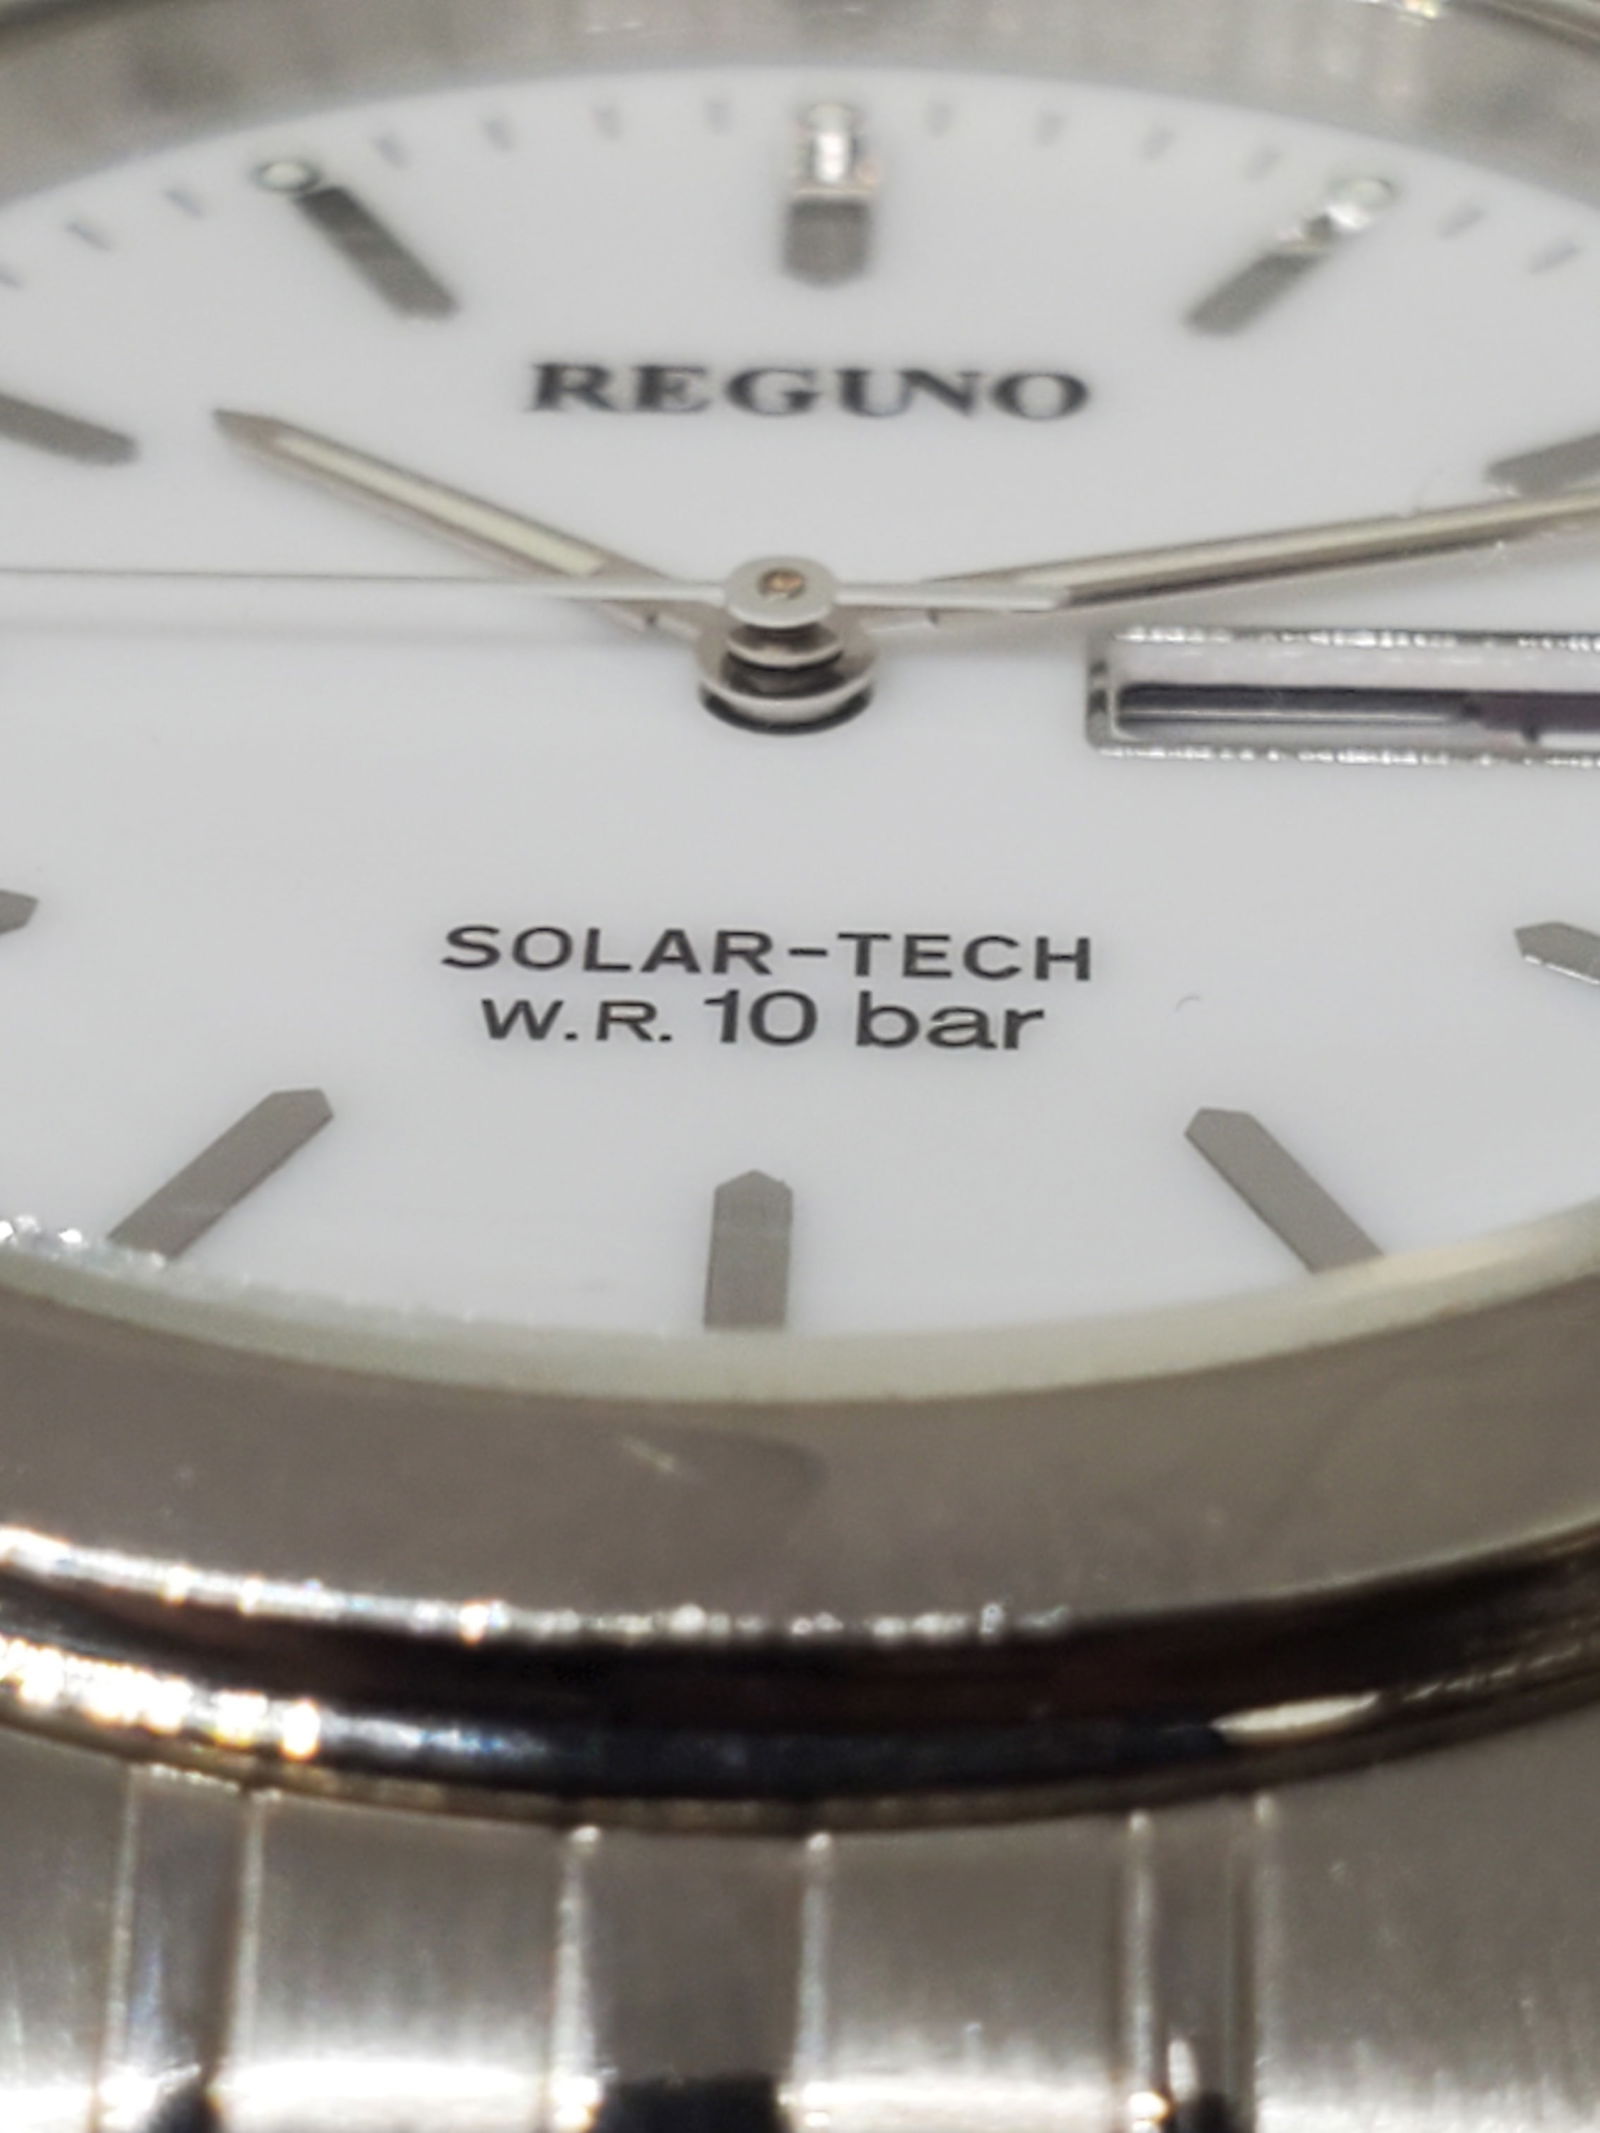 REGUNO
SOLAR-TECH
W.R. 10 bar